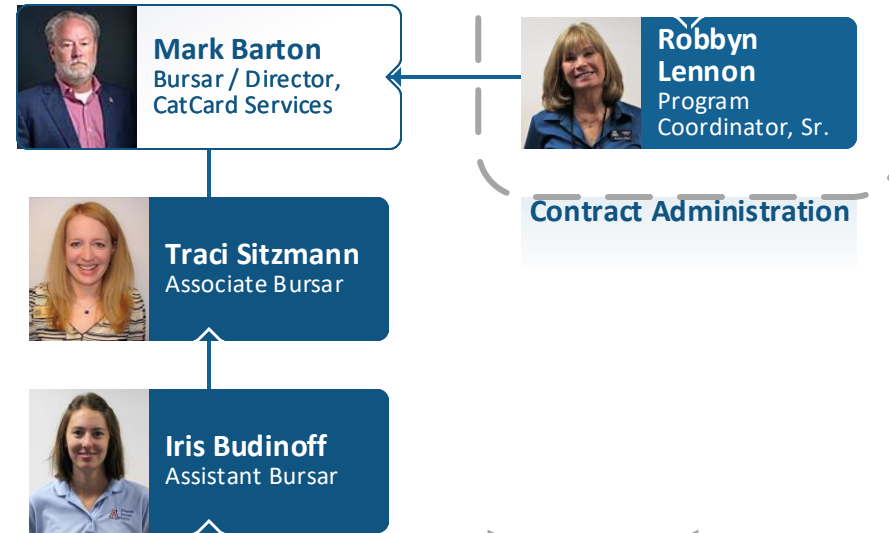 Mark Barton
Bursar / Director,
CatCard Services
Robbyn
Lennon
Program
Coordinator, Sr.
Contract Administration
Traci Sitzmann
Associate Bursar
Iris Budinoff
Assistant Bursar